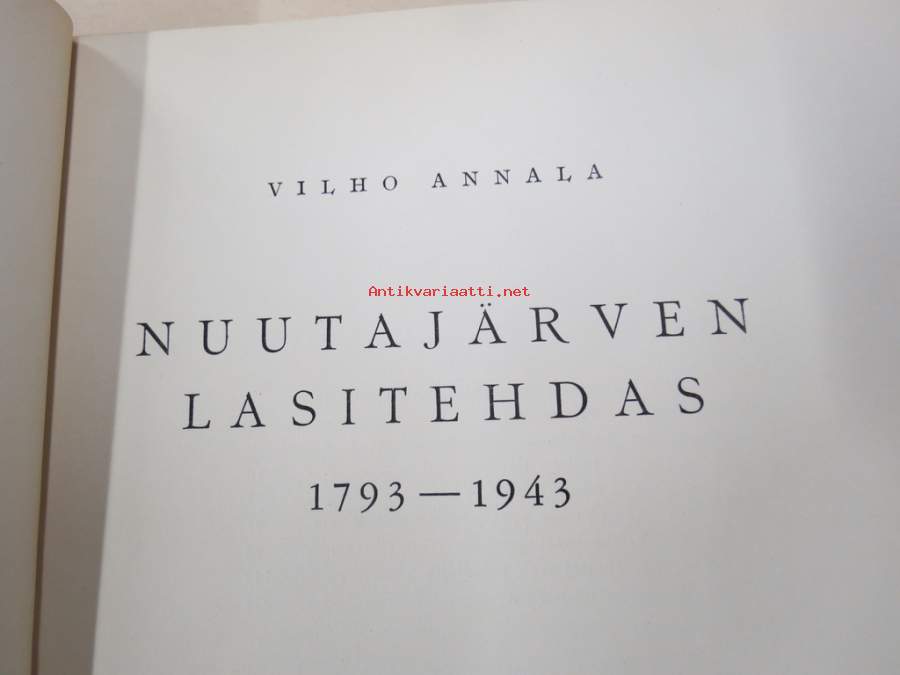 VILHO ANNALA
Antikvariaatti.net
NUUTAJÄRVEN
LASITEHDAS
1793—1943